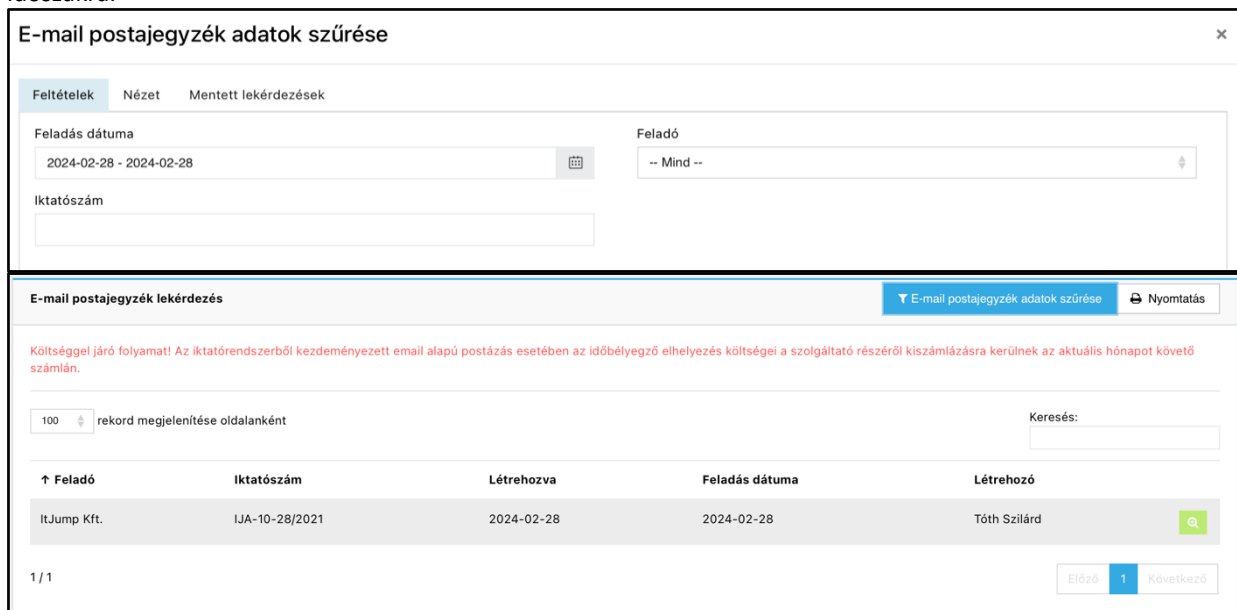 E-mail postajegyzék adatok szűrése ×
Feltételek Nézet Mentett lekérdezések
Feladás dátuma Feladó
2024-02-28 - 2024-02-28 -- Mind --
Iktatószám
E-mail postajegyzék lekérdezés E-mail postajegyzék adatok szűrése Nyomtatás
Költséggel járó folyamat! Az iktatórendszerből kezdeményezett email alapú postázás esetében az időbélyegző elhelyezés költségei a szolgáltató részéről kiszámlázásra kerülnek az aktuális hónapot követő
számlán.
100 rekord megjelenítése oldalanként Keresés:
↑ Feladó Iktatószám Létrehozva Feladás dátuma Létrehozó
ItJump Kft. IJA-10-28/2021 2024-02-28 2024-02-28 Tóth Szilárd
1 / 1 Előző 1 Következő